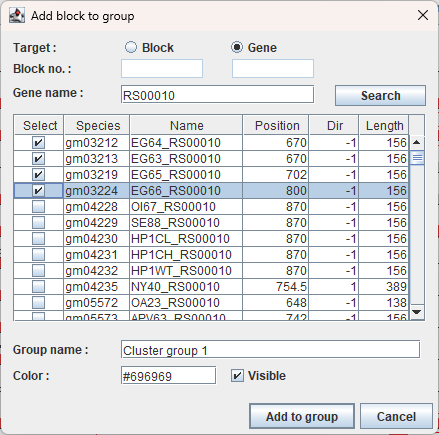 Add block to group
Target : Block Gene
Block no. :
Gene name : RS00010 Search
Select Species Name Position Dir Length
gm03212 EG64_RS00010 670 -1 156
gm03213 EG63_RS00010 670 -1 156
gm03219 EG65_RS00010 702 -1 156
gm03224 EG66_RS00010 800 -1 156
gm04228 OI67_RS00010 870 -1 156
gm04229 SE88_RS00010 870 -1 156
gm04230 HP1CL_RS00010 870 -1 156
gm04231 HP1CH_RS00010 870 -1 156
gm04232 HP1WT_RS00010 870 -1 156
gm04235 NY40_RS00010 754.5 1 389
gm05572 OA23_RS00010 648 -1 138
gm05573 APV63_RS00010 742 -1 156
Group name : Cluster group 1
Color : #696969 Visible
Add to group Cancel